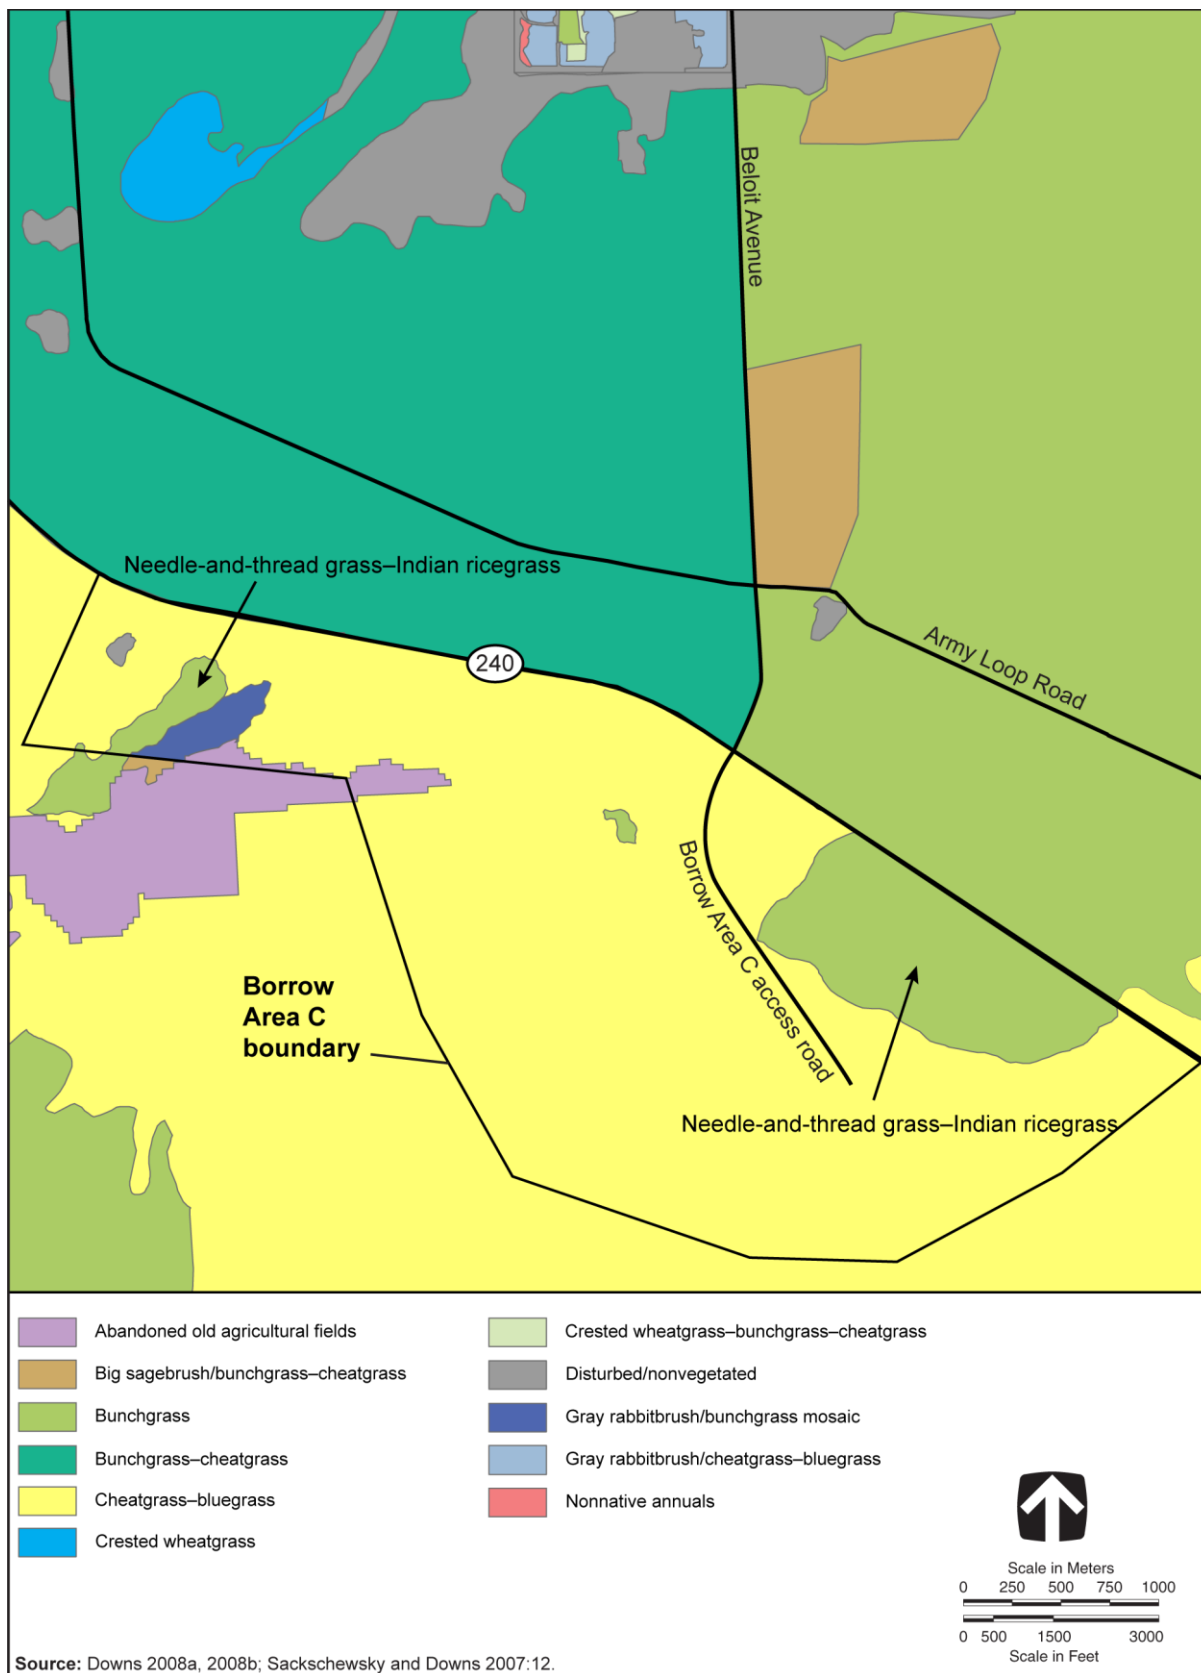 Beloit Avenue
Needle-and-thread grass–Indian ricegrass
240
Army Loop Road
Borrow Area C access road
Borrow
Area C
boundary
Needle-and-thread grass–Indian ricegrass
Abandoned old agricultural fields
Big sagebrush/bunchgrass–cheatgrass
Bunchgrass
Bunchgrass–cheatgrass
Cheatgrass–bluegrass
Crested wheatgrass
Crested wheatgrass–bunchgrass–cheatgrass
Disturbed/nonvegetated
Gray rabbitbrush/bunchgrass mosaic
Gray rabbitbrush/cheatgrass–bluegrass
Nonnative annuals
Scale in Meters
0 250 500 750 1000
0 500 1500 3000
Scale in Feet
Source: Downs 2008a, 2008b; Sackschewsky and Downs 2007:12.